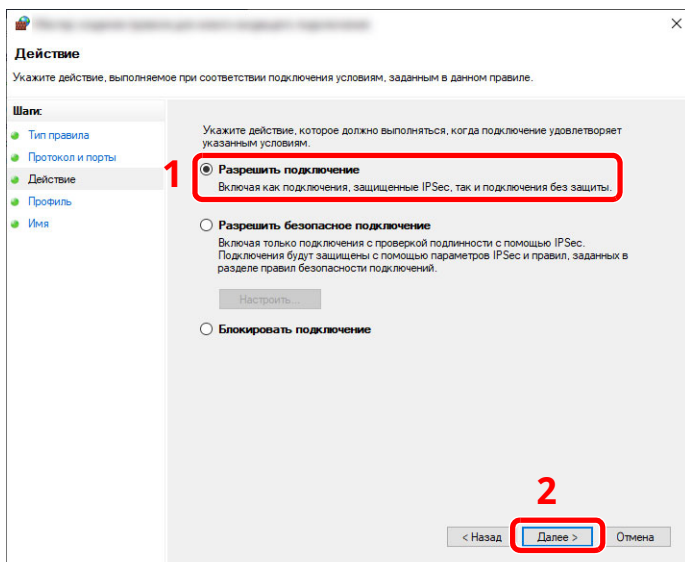 Действие
Укажите действие, выполняемое при соответствии подключения условиям, заданным в данном правиле.
Шаги:
Тип правила
Протокол и порты
Действие
Профиль
Имя
Укажите действие, которое должно выполняться, когда подключение удовлетворяет
указанным условиям.
1
Разрешить подключение
Включая как подключения, защищенные IPSec, так и подключения без защиты.
Разрешить безопасное подключение
Включая только подключения с проверкой подлинности с помощью IPSec.
Подключения будут защищены с помощью параметров IPSec и правил, заданных в
разделе правил безопасности подключений.
Настроить...
Блокировать подключение
2
< Назад
Далее >
Отмена